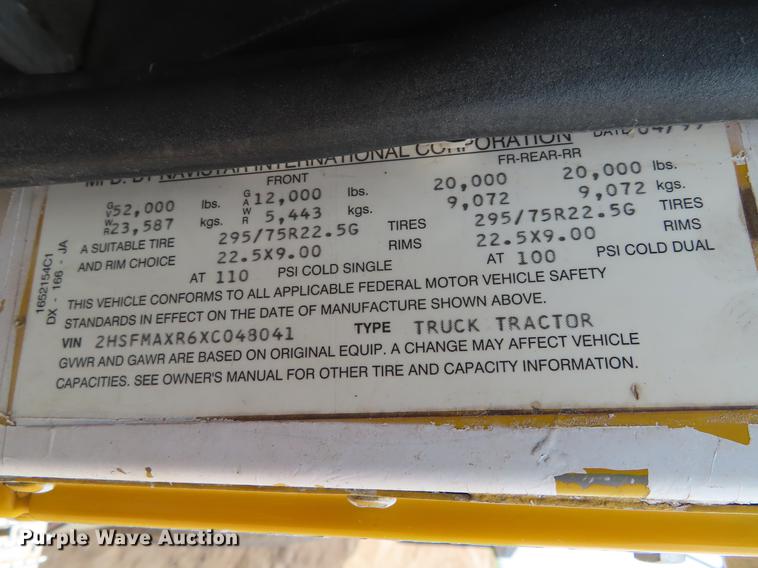 MFD. BY NAVISTAR INTERNATIONAL CORPORATION DATE 04/99
FRONT FR-REAR-RR
GVWR 52,000 lbs. GAWR 12,000 lbs. 20,000 20,000 lbs.
23,587 kgs. 5,443 kgs. 9,072 9,072 kgs.
A SUITABLE TIRE 295/75R22.5G TIRES 295/75R22.5G TIRES
AND RIM CHOICE 22.5X9.00 RIMS 22.5X9.00 RIMS
AT 110 PSI COLD SINGLE AT 100 PSI COLD DUAL
THIS VEHICLE CONFORMS TO ALL APPLICABLE FEDERAL MOTOR VEHICLE SAFETY
STANDARDS IN EFFECT ON THE DATE OF MANUFACTURE SHOWN ABOVE.
VIN 2HSFMAXR6XC048041 TYPE TRUCK TRACTOR
GVWR AND GAWR ARE BASED ON ORIGINAL EQUIP. A CHANGE MAY AFFECT VEHICLE
CAPACITIES. SEE OWNER'S MANUAL FOR OTHER TIRE AND CAPACITY INFORMATION.
1652154C1
DX - 166 - JA
Purple Wave Auction